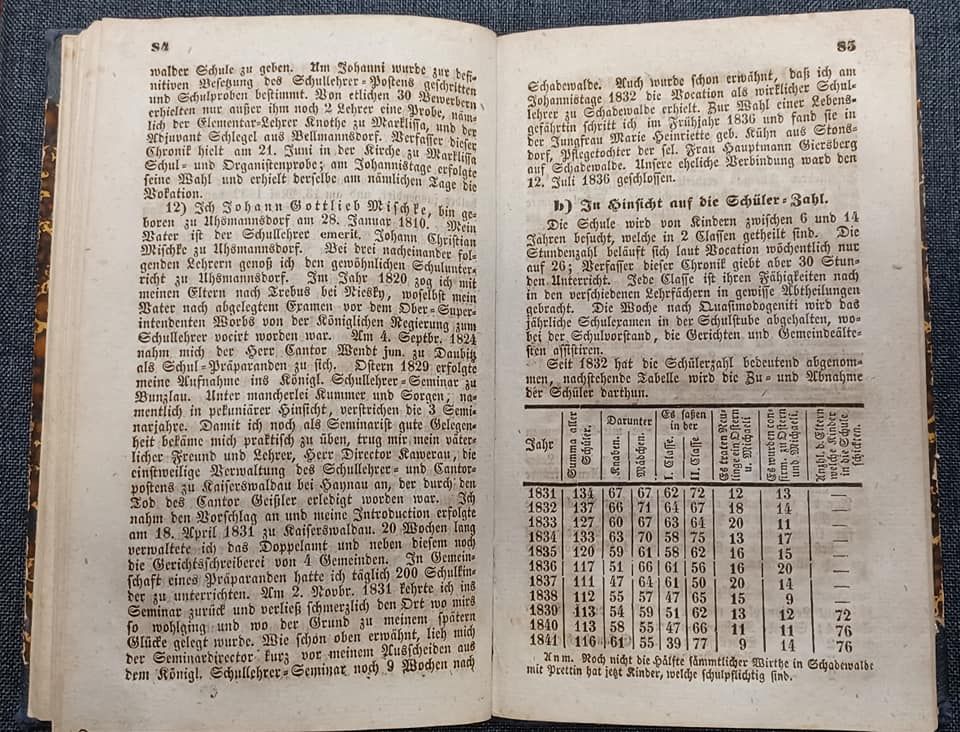 84
walder Schule zu geben. Am Johanni wurde zur defi-
nitiven Besetzung des Schullehrer-Postens geschritten
und Schulproben bestimmt. Von etlichen 30 Bewerbern
erhielten nur außer ihm noch 2 Lehrer eine Probe, näm-
lich der Elementar-Lehrer Knothe zu Marklissa, und der
Adjuvant Schlegel aus Bellmannsdorf. Verfasser dieser
Chronik hielt am 21. Juni in der Kirche zu Marklissa
Schul- und Organistenprobe; am Johannistage erfolgte
seine Wahl und erhielt derselbe am nämlichen Tage die
Vokation.
12) Ich Johann Gottlieb Mischke, bin ge-
boren zu Uhsmannsdorf am 28. Januar 1810. Mein
Vater ist der Schullehrer emerit. Johann Christian
Mischke zu Uhsmannsdorf. Bei drei nacheinander fol-
genden Lehrern genoß ich den gewöhnlichen Schulunter-
richt zu Uhsmannsdorf. Im Jahr 1820 zog ich mit
meinen Eltern nach Trebus bei Niesky, woselbst mein
Vater nach abgelegtem Examen vor dem Ober-Super-
intendenten Worbs von der Königlichen Regierung zum
Schullehrer vocirt worden war. Am 4. Septbr. 1824
nahm mich der Herr Cantor Wendt jun. zu Daubitz
als Schul-Präparanden zu sich. Ostern 1829 erfolgte
meine Aufnahme ins Königl. Schullehrer-Seminar zu
Bunzlau. Unter mancherlei Kummer und Sorgen, na-
mentlich in pekuniärer Hinsicht, verstrichen die 3 Semi-
narjahre. Damit ich noch als Seminarist gute Gelegen-
heit bekäme mich praktisch zu üben, trug mir mein väter-
licher Freund und Lehrer, Herr Director Kawerau, die
einstweilige Verwaltung des Schullehrer- und Cantor-
postens zu Kaiserswaldau bei Haynau an, der durch den
Tod des Cantor Geißler erledigt worden war. Ich
nahm den Vorschlag an und meine Introduction erfolgte
am 18. April 1831 zu Kaiserswaldau. 20 Wochen lang
verwaltete ich das Doppelamt und neben diesem noch
die Gerichtsschreiberei von 4 Gemeinden. In Gemein-
schaft eines Präparanden hatte ich täglich 200 Schulkin-
der zu unterrichten. Am 2. Novbr. 1831 kehrte ich ins
Seminar zurück und verließ schmerzlich den Ort wo mirs
so wohlging und wo der Grund zu meinem spätern
Glücke gelegt wurde. Wie schon oben erwähnt, lieh mich
der Seminardirector kurz vor meinem Ausscheiden aus
dem Königl. Schullehrer-Seminar noch 9 Wochen nach
85
Schadewalde. Auch wurde schon erwähnt, daß ich am
Johannistage 1832 die Vocation als wirklicher Schul-
lehrer zu Schadewalde erhielt. Zur Wahl einer Lebens-
gefährtin schritt ich im Frühjahr 1836 und fand sie in
der Jungfrau Marie Henriette geb. Kühn aus Stons-
dorf, Pflegetochter der sel. Frau Hauptmann Giersberg
auf Schadewalde. Unsere eheliche Verbindung ward den
12. Juli 1836 geschlossen.
b) In Hinsicht auf die Schüler-Zahl.
Die Schule wird von Kindern zwischen 6 und 14
Jahren besucht, welche in 2 Classen getheilt sind. Die
Stundenzahl beläuft sich laut Vocation wöchentlich nur
auf 26; Verfasser dieser Chronik giebt aber 30 Stun-
den Unterricht. Jede Classe ist ihren Fähigkeiten nach
in den verschiedenen Lehrfächern in gewisse Abtheilungen
gebracht. Die Woche nach Quasimodogeniti wird das
jährliche Schulexamen in der Schulstube abgehalten, wo-
bei der Schulvorstand, die Gerichten und Gemeindeälte-
sten assistiren.
Seit 1832 hat die Schülerzahl bedeutend abgenom-
men, nachstehende Tabelle wird die Zu- und Abnahme
der Schüler darthun.
Jahr Summa aller Schüler. Darunter Knaben. Mädchen. Es saßen in der I. Classe. II. Classe Es traten Neu-linge ein Ostern u. Michaeli Es wurden con-firm. zu Ostern und Michaeli. Anzhl. d. Eltern welche Kinder in die Schule schickten.
1831 134 67 67 62 72 12 13 —
1832 137 66 71 64 67 18 14 —
1833 127 60 67 63 64 20 11 —
1834 133 63 70 58 75 13 17 —
1835 120 59 61 58 62 16 15 —
1836 117 51 66 61 56 16 20 —
1837 111 47 64 61 50 20 14 —
1838 112 55 57 47 65 15 9 —
1839 113 54 59 51 62 13 12 72
1840 113 58 55 47 66 11 11 76
1841 116 61 55 39 77 9 14 76
Anm. Noch nicht die Hälfte sämmtlicher Wirthe in Schadewalde
mit Prettin hat jetzt Kinder, welche schulpflichtig sind.